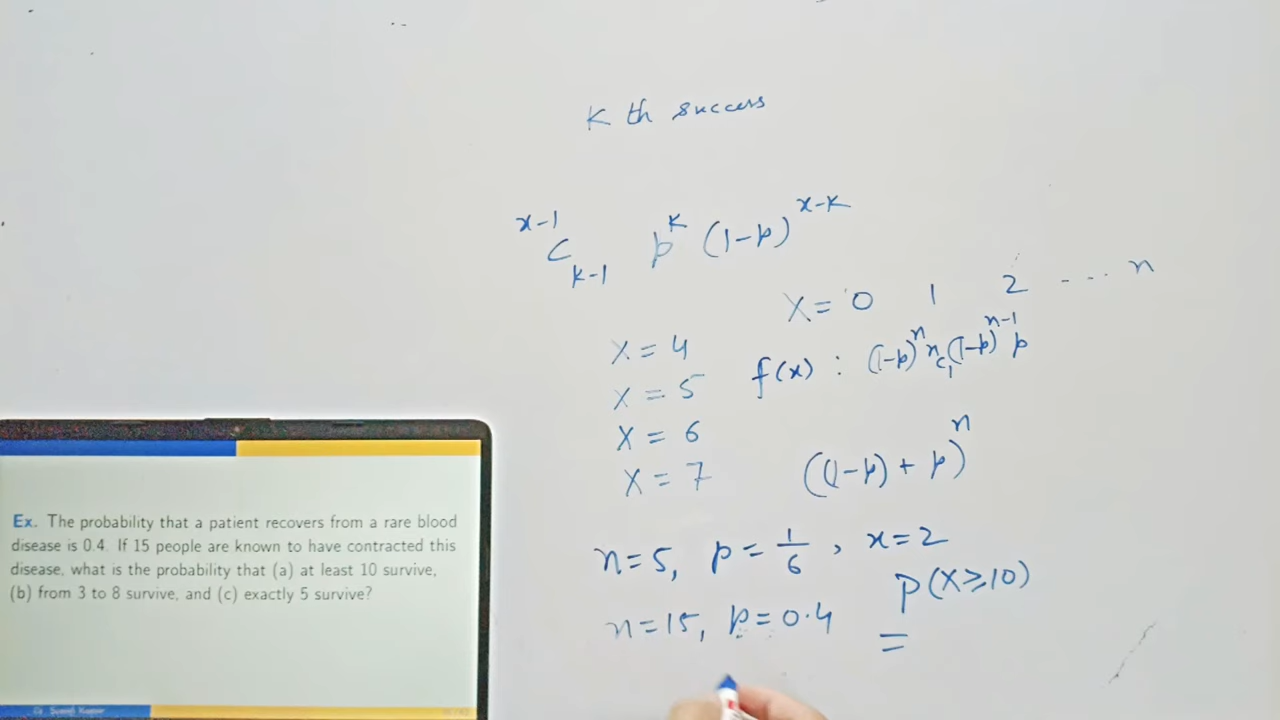 K th success
x-1 C k-1 p^k (1-p)^x-k
X = 0 1 2 ---- n
f(x) : (1-p)^n n c1 (1-p)^n-1 p
X = 4
X = 5
X = 6
X = 7
((1-p) + p)^n
n=5, p = 1/6 , x=2
n=15, p=0.4 P(X≥10)
=
Ex. The probability that a patient recovers from a rare blood
disease is 0.4. If 15 people are known to have contracted this
disease, what is the probability that (a) at least 10 survive,
(b) from 3 to 8 survive, and (c) exactly 5 survive?